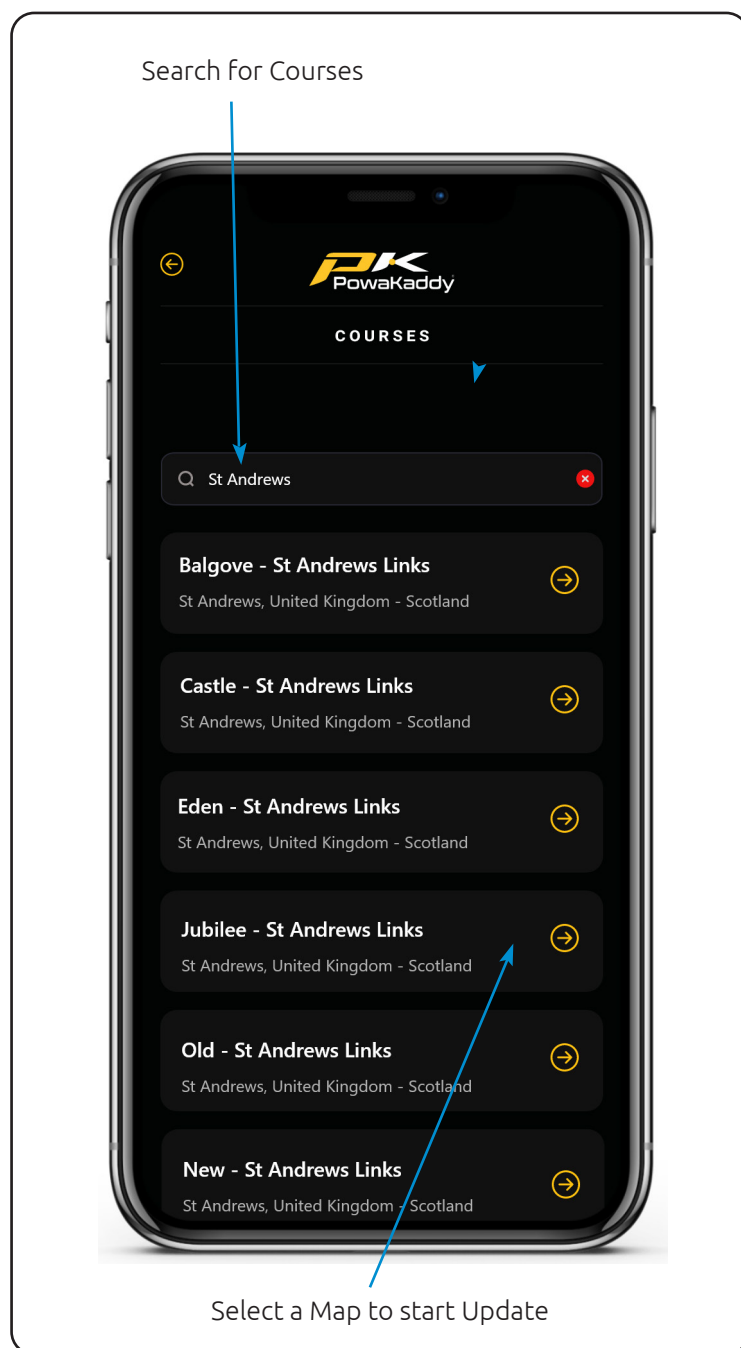 Search for Courses
PK
PowaKaddy
COURSES
St Andrews
Balgove - St Andrews Links
St Andrews, United Kingdom - Scotland
Castle - St Andrews Links
St Andrews, United Kingdom - Scotland
Eden - St Andrews Links
St Andrews, United Kingdom - Scotland
Jubilee - St Andrews Links
St Andrews, United Kingdom - Scotland
Old - St Andrews Links
St Andrews, United Kingdom - Scotland
New - St Andrews Links
St Andrews, United Kingdom - Scotland
Select a Map to start Update